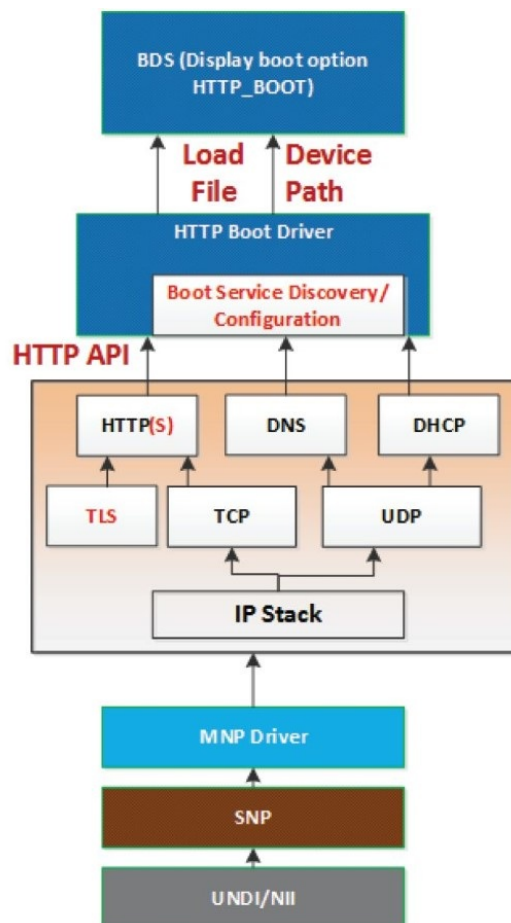 BDS (Display boot option
HTTP_BOOT)
Load
File
Device
Path
HTTP Boot Driver
Boot Service Discovery/
Configuration
HTTP API
HTTP(S)
DNS
DHCP
TLS
TCP
UDP
IP Stack
MNP Driver
SNP
UNDI/NII